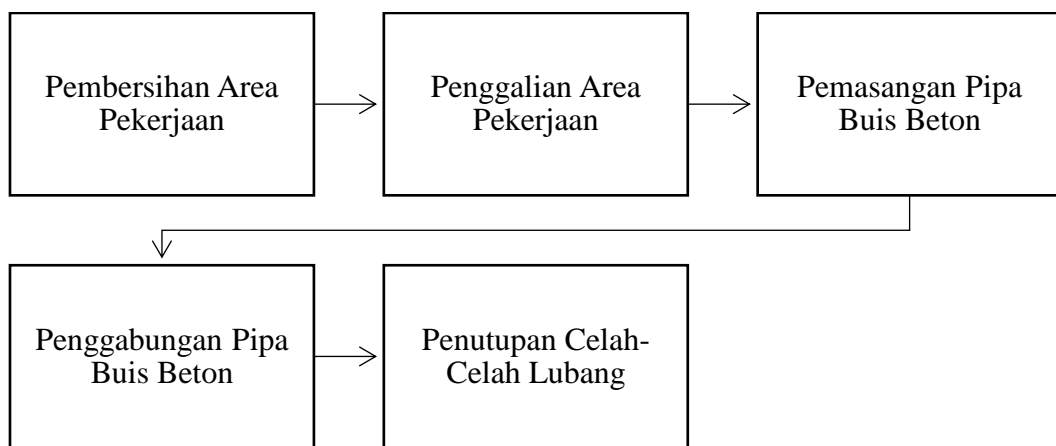 Pembersihan Area
Pekerjaan
Penggalian Area
Pekerjaan
Pemasangan Pipa
Buis Beton
Penggabungan Pipa
Buis Beton
Penutupan Celah-
Celah Lubang